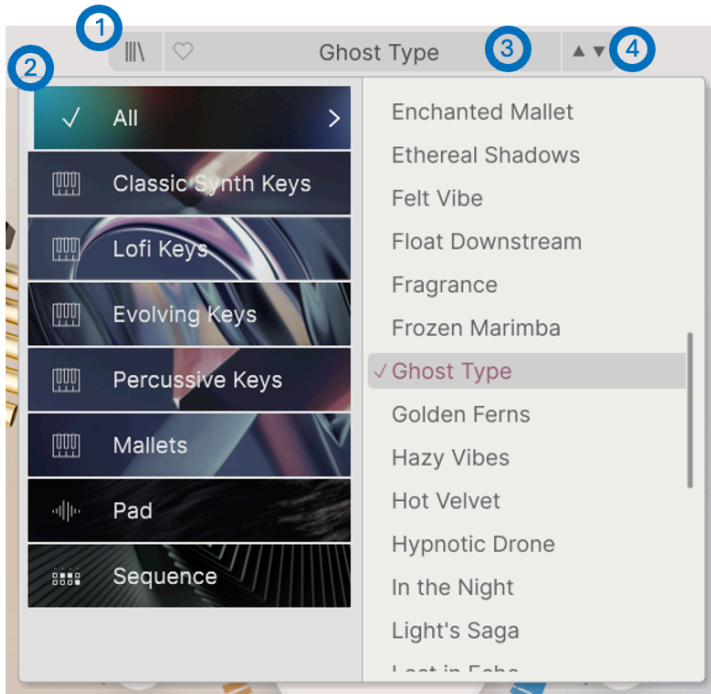 1
Ghost Type
3
4
2
All
Classic Synth Keys
Lofi Keys
Evolving Keys
Percussive Keys
Mallets
Pad
Sequence
Enchanted Mallet
Ethereal Shadows
Felt Vibe
Float Downstream
Fragrance
Frozen Marimba
Ghost Type
Golden Ferns
Hazy Vibes
Hot Velvet
Hypnotic Drone
In the Night
Light's Saga